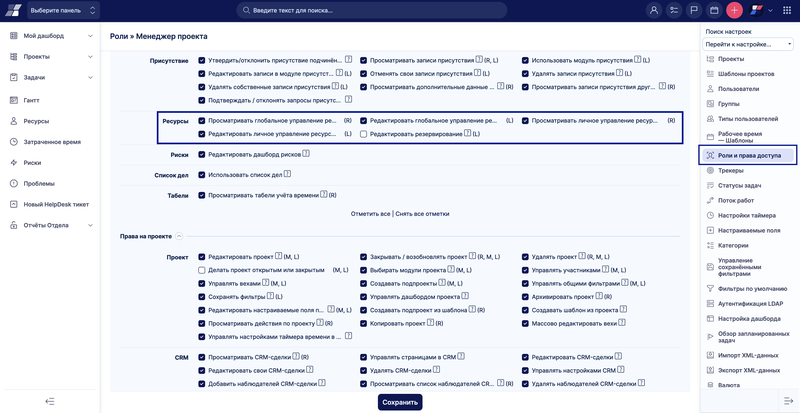 Выберите панель
Введите текст для поиска...
Мой дашборд
Проекты
Задачи
Гантт
Ресурсы
Затраченное время
Риски
Проблемы
Новый HelpDesk тикет
Отчёты Отдела
Роли » Менеджер проекта
Присутствие
Утвердить/отклонить присутствие подчинён... ?
Просматривать записи присутствия ? (R, L)
Использовать модуль присутствия ? (L)
Редактировать записи в модуле присутст... ? (L)
Отменять свои записи присутствия ? (L)
Удалять записи присутствия ? (L)
Удалять собственные записи присутствия ? (L)
Просматривать дополнительные данные ... ? (R)
Просматривать записи присутствия друг... ? (R)
Подтверждать / отклонять запросы присутс... ?
Ресурсы
Просматривать глобальное управление ре... (R)
Редактировать глобальное управление ре... (L)
Просматривать личное управление ресур... (R)
Редактировать личное управление ресурс... (L)
Редактировать резервирование ? (L)
Риски
Редактировать дашборд рисков ?
Список дел
Использовать список дел ?
Табели
Просматривать табели учёта времени ? (R)
Отметить все | Снять все отметки
Права на проекте
Проект
Редактировать проект ? (M, L)
Закрывать / возобновлять проект ? (R, M, L)
Удалять проект ? (R, M, L)
Делать проект открытым или закрытым (M, L)
Выбирать модули проекта ? (M, L)
Управлять участниками ? (M, L)
Управлять вехами ? (M, L)
Создавать подпроекты ? (M, L)
Управлять общими фильтрами ? (M, L)
Сохранять фильтры ? (L)
Управлять дашбордом проекта ?
Архивировать проект ? (R)
Редактировать настраиваемые поля п... ? (M, L)
Создавать подпроект из шаблона ? (R)
Создавать шаблон из проекта ?
Просматривать действия по проекту ? (R)
Копировать проект ? (R)
Массово редактировать вехи ?
Управлять настройками таймера времени в ... ?
CRM
Просматривать CRM-сделки ? (R)
Управлять страницами в CRM ?
Редактировать CRM-сделки ?
Редактировать свои CRM-сделки ?
Удалять CRM-сделки ?
Управлять настройками CRM ?
Добавить наблюдателей CRM-сделки ?
Просматривать список наблюдателей CR... ? (R)
Удалять наблюдателей CRM-сделки ?
Сохранить
Поиск настроек
Перейти к настройке...
Проекты
Шаблоны проектов
Пользователи
Группы
Типы пользователей
Рабочее время
— Шаблоны
Роли и права доступа
Трекеры
Статусы задач
Поток работ
Настройки таймера
Настраиваемые поля
Категории
Управление
сохранёнными
фильтрами
Фильтры по умолчанию
Аутентификация LDAP
Настройка дашборда
Обзор запланированных
задач
Импорт XML-данных
Экспорт XML-данных
Валюта